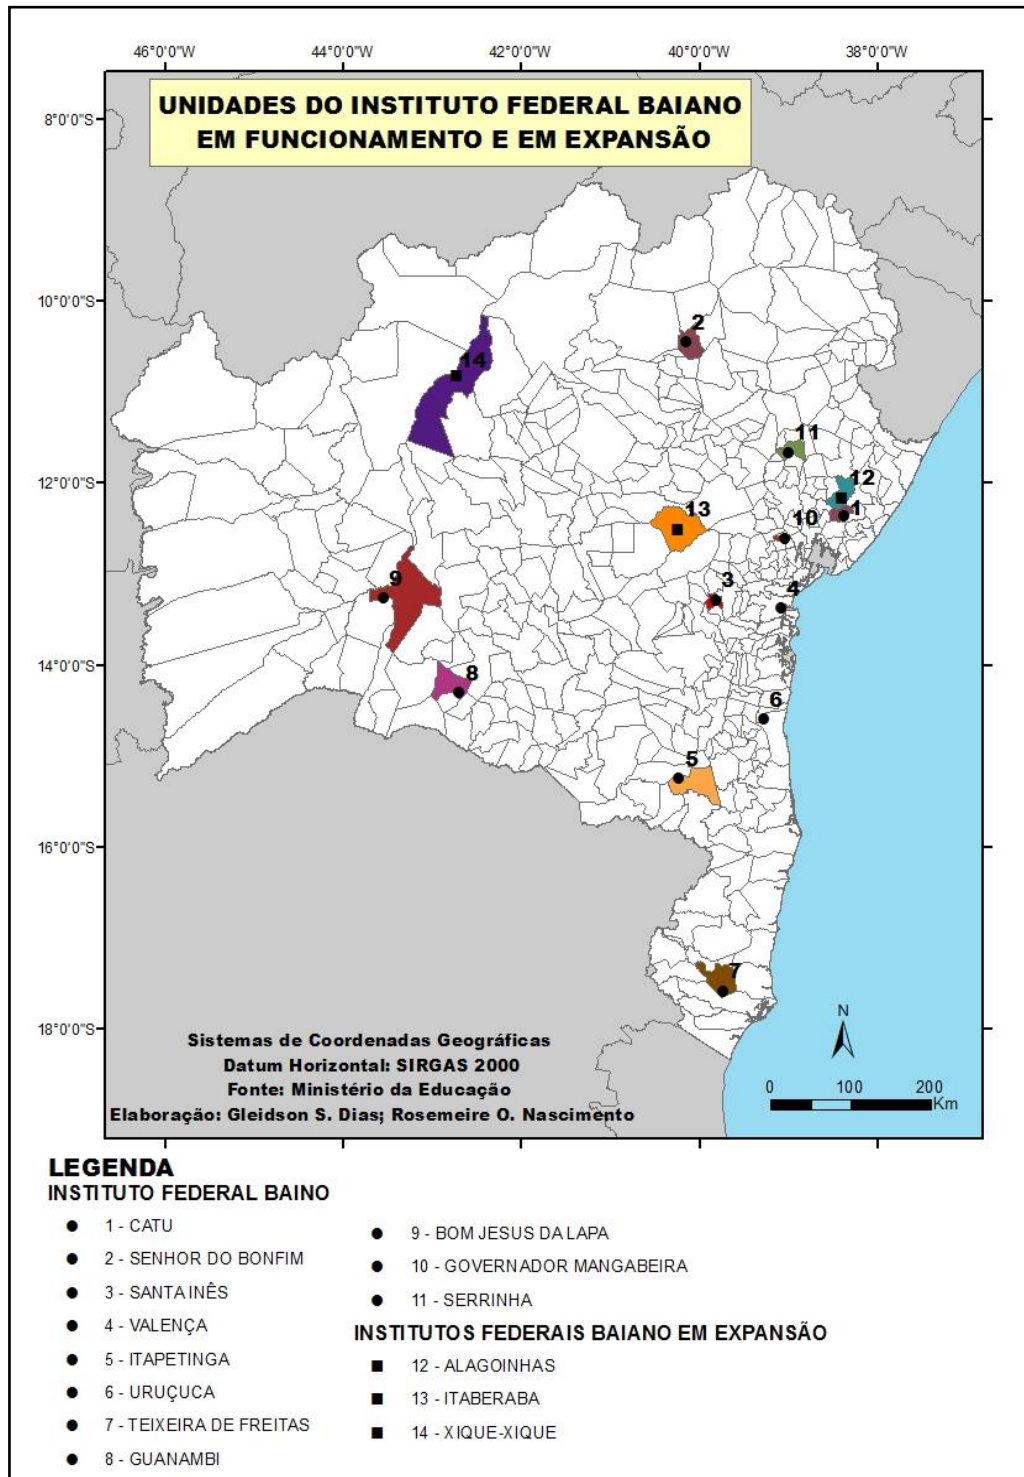 46°0'0"W 44°0'0"W 42°0'0"W 40°0'0"W 38°0'0"W
UNIDADES DO INSTITUTO FEDERAL BAIANO
EM FUNCIONAMENTO E EM EXPANSÃO
8°0'0"S
10°0'0"S
12°0'0"S
14°0'0"S
16°0'0"S
18°0'0"S
2
14
11
12
1
13
10
9
3
4
8
6
5
7
N
Sistemas de Coordenadas Geográficas
Datum Horizontal: SIRGAS 2000
Fonte: Ministério da Educação
Elaboração: Gleidson S. Dias; Rosemeire O. Nascimento
0 100 200
Km
LEGENDA
INSTITUTO FEDERAL BAINO
1 - CATU
2 - SENHOR DO BONFIM
3 - SANTA INÊS
4 - VALENÇA
5 - ITAPETINGA
6 - URUÇUCA
7 - TEIXEIRA DE FREITAS
8 - GUANAMBI
9 - BOM JESUS DA LAPA
10 - GOVERNADOR MANGABEIRA
11 - SERRINHA
INSTITUTOS FEDERAIS BAIANO EM EXPANSÃO
12 - ALAGOINHAS
13 - ITABERABA
14 - XIQUE-XIQUE